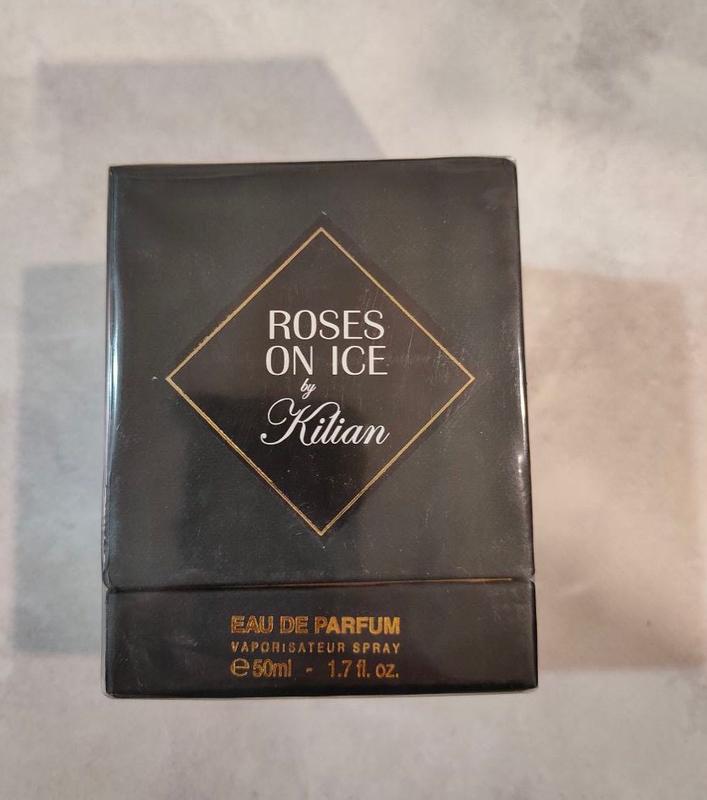 ROSES
ON ICE
by
Kilian
EAU DE PARFUM
VAPORISATEUR SPRAY
℮50ml - 1.7 fl. oz.